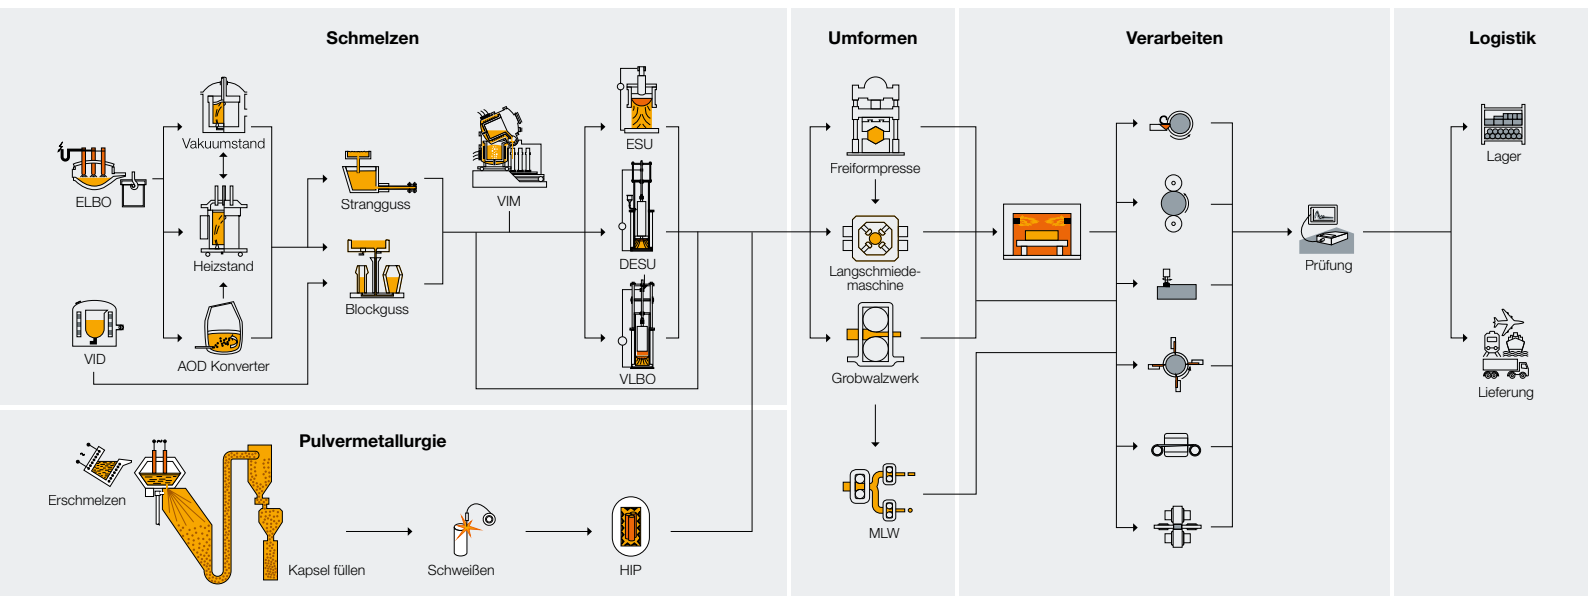 Schmelzen
Vakuumstand
ELBO
Heizstand
VID
AOD Konverter
Strangguss
Blockguss
VIM
ESU
DESU
VLBO
Pulvermetallurgie
Erschmelzen
Kapsel füllen
Schweißen
HIP
Umformen
Freiformpresse
Langschmiede-
maschine
Grobwalzwerk
MLW
Verarbeiten
Prüfung
Logistik
Lager
Lieferung